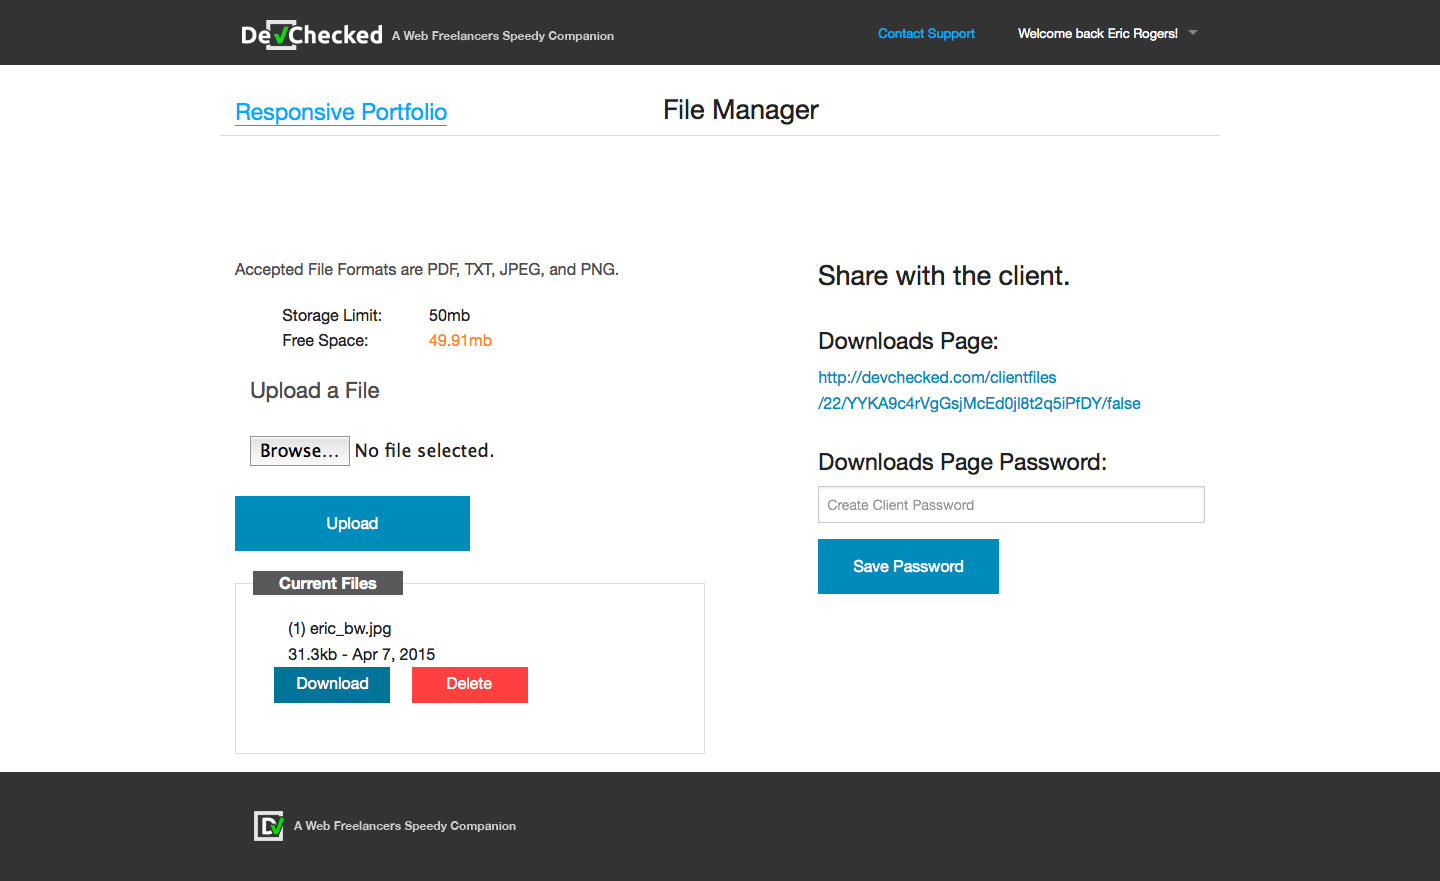 DevChecked A Web Freelancers Speedy Companion
Contact Support
Welcome back Eric Rogers!
Responsive Portfolio
File Manager
Accepted File Formats are PDF, TXT, JPEG, and PNG.
Storage Limit: 50mb
Free Space: 49.91mb
Upload a File
Browse... No file selected.
Upload
Current Files
(1) eric_bw.jpg
31.3kb - Apr 7, 2015
Download
Delete
Share with the client.
Downloads Page:
http://devchecked.com/clientfiles
/22/YYKA9c4rVgGsjMcEd0jl8t2q5iPfDY/false
Downloads Page Password:
Create Client Password
Save Password
D A Web Freelancers Speedy Companion